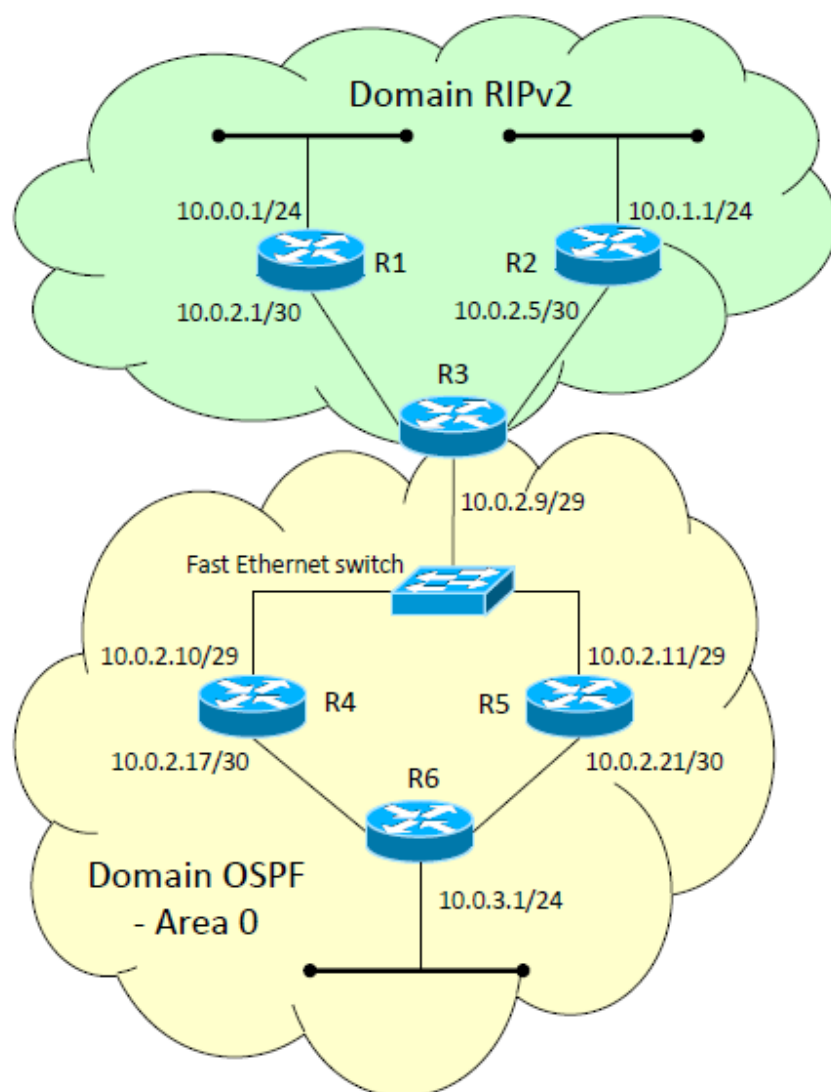 Domain RIPv2
10.0.0.1/24
10.0.1.1/24
R1
R2
10.0.2.1/30
10.0.2.5/30
R3
10.0.2.9/29
Fast Ethernet switch
10.0.2.10/29
10.0.2.11/29
R4
R5
10.0.2.17/30
10.0.2.21/30
R6
Domain OSPF
- Area 0
10.0.3.1/24